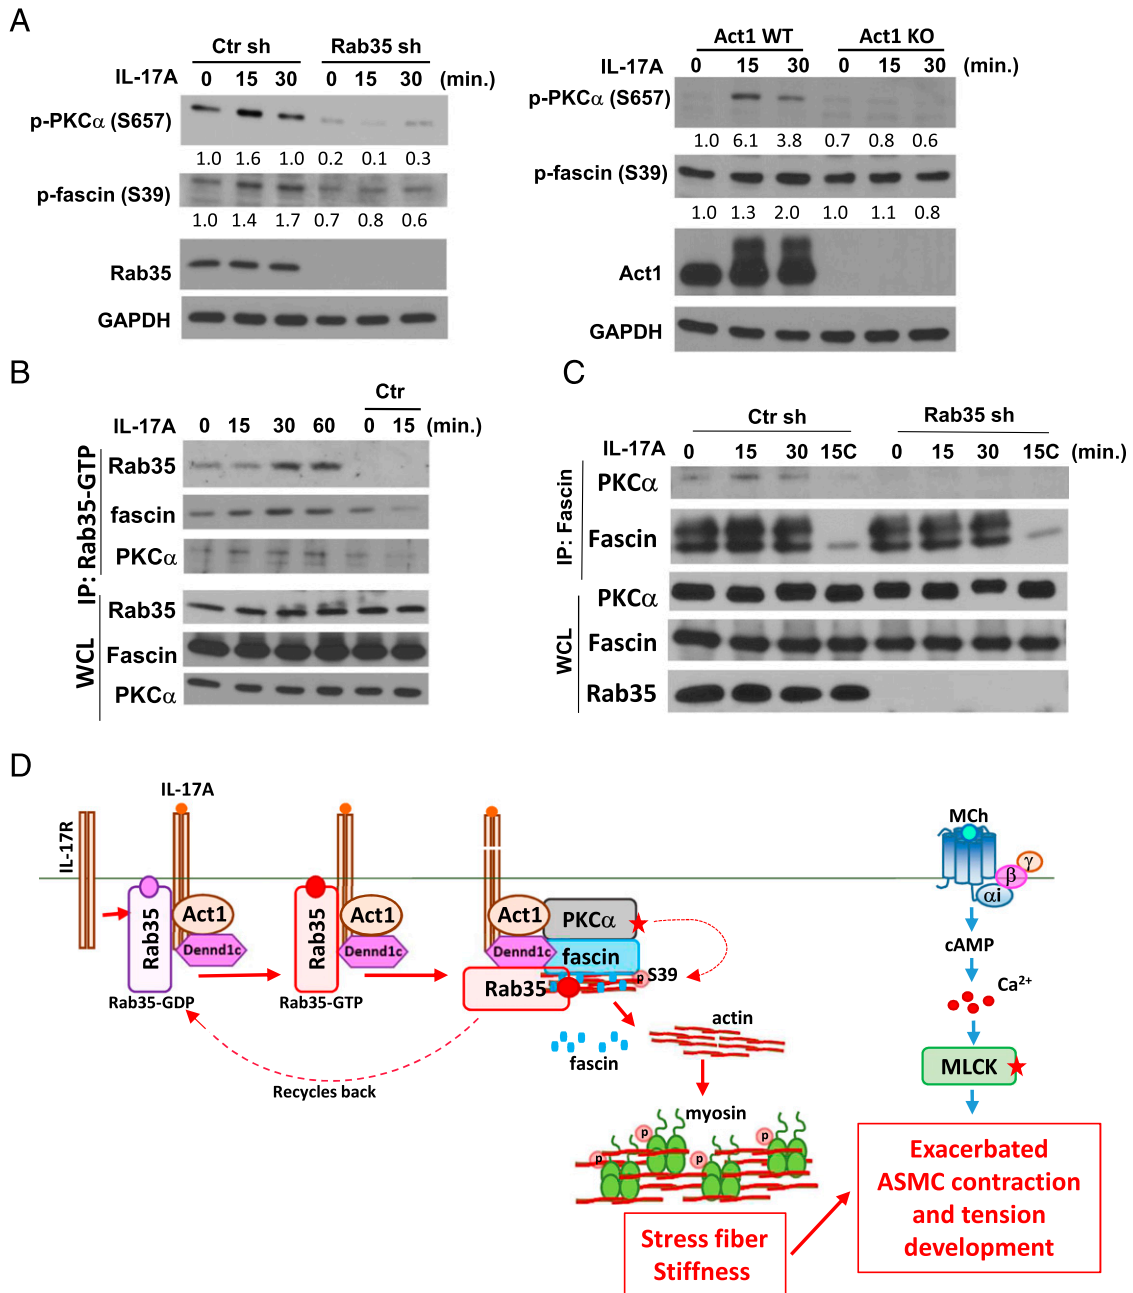 A
Ctr sh Rab35 sh
IL-17A 0 15 30 0 15 30 (min.)
p-PKCα (S657)
1.0 1.6 1.0 0.2 0.1 0.3
p-fascin (S39)
1.0 1.4 1.7 0.7 0.8 0.6
Rab35
GAPDH
Act1 WT Act1 KO
IL-17A 0 15 30 0 15 30 (min.)
p-PKCα (S657)
1.0 6.1 3.8 0.7 0.8 0.6
p-fascin (S39)
1.0 1.3 2.0 1.0 1.1 0.8
Act1
GAPDH
B
Ctr
IL-17A 0 15 30 60 0 15 (min.)
IP: Rab35-GTP
Rab35
fascin
PKCα
WCL
Rab35
Fascin
PKCα
C
Ctr sh Rab35 sh
IL-17A 0 15 30 15C 0 15 30 15C (min.)
IP: Fascin
PKCα
Fascin
WCL
PKCα
Fascin
Rab35
D
IL-17R
IL-17A
Rab35
Act1
Dennd1c
Rab35-GDP
Rab35
Act1
Dennd1c
Rab35-GTP
Act1
PKCα
Dennd1c
fascin
Rab35
p
S39
Recycles back
fascin
actin
myosin
p
p
p
p
Stress fiber
Stiffness
MCh
γ
β
αi
cAMP
Ca²⁺
MLCK
Exacerbated
ASMC contraction
and tension
development